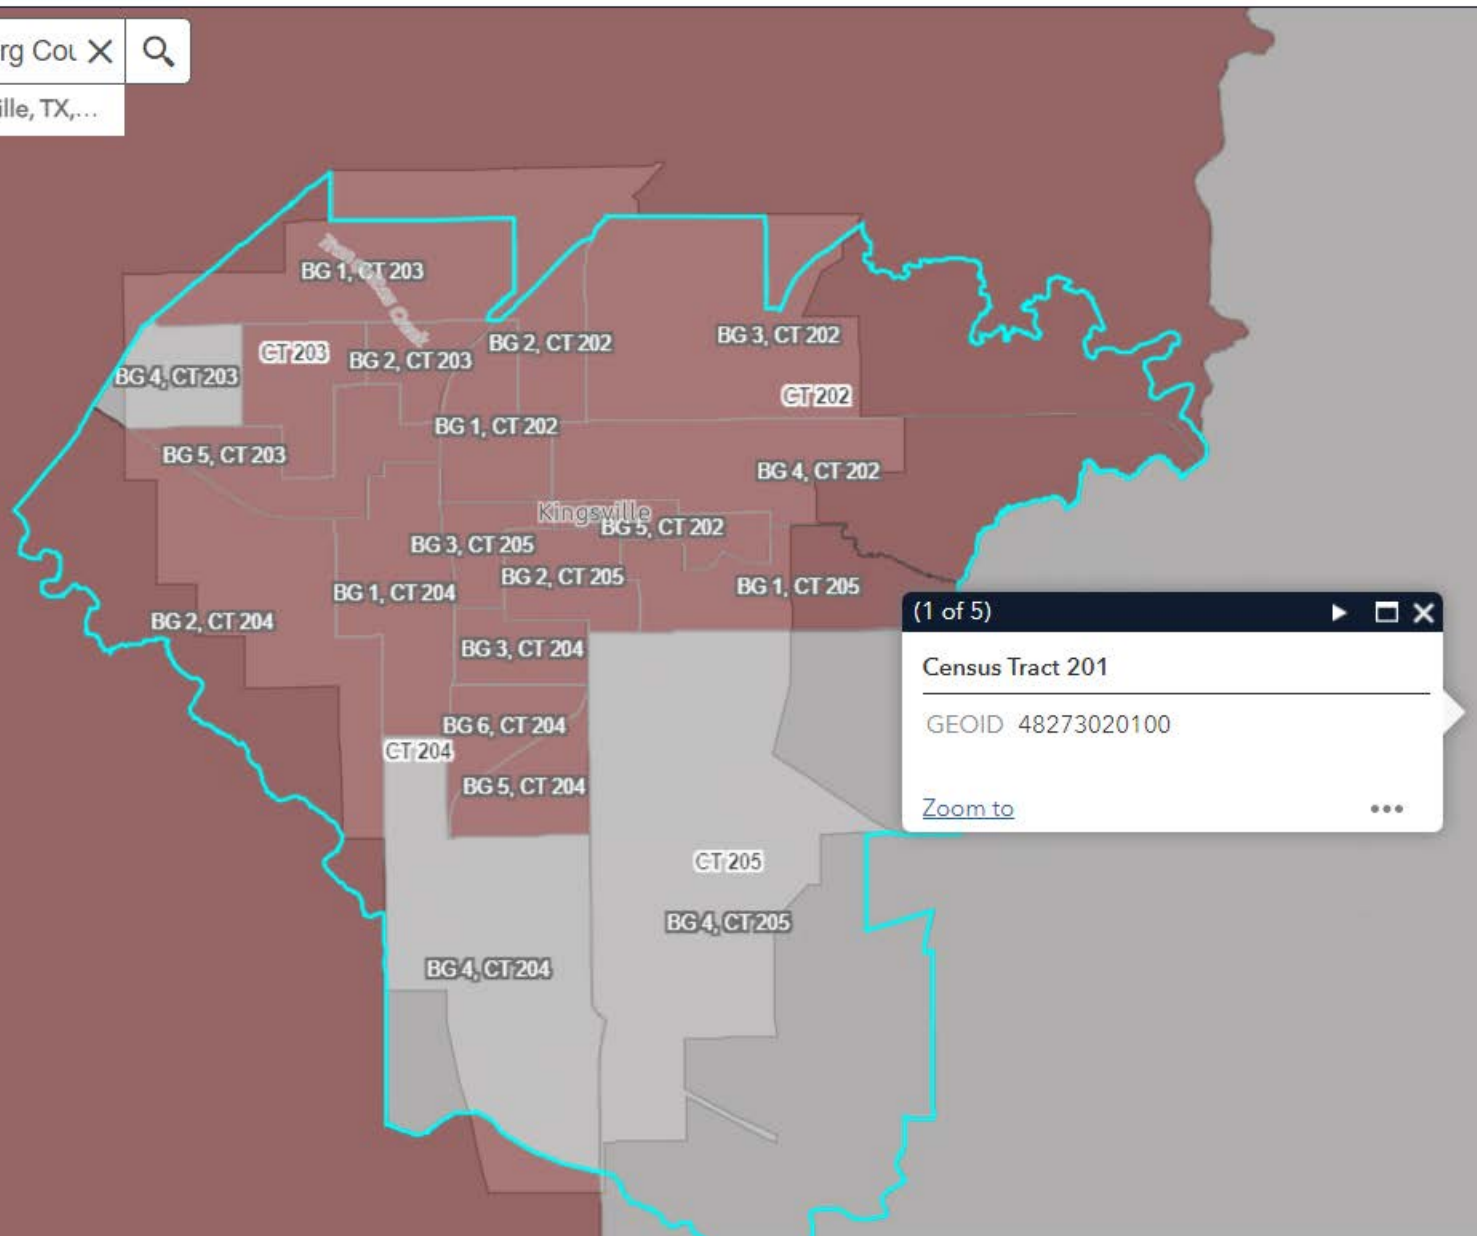 rg Cou
ille, TX,...
BG 1, CT 203
BG 2, CT 202
BG 3, CT 202
CT 203
BG 2, CT 203
BG 4, CT 203
CT 202
BG 1, CT 202
BG 5, CT 203
BG 4, CT 202
Kingsville
BG 5, CT 202
BG 3, CT 205
BG 2, CT 205
BG 1, CT 204
BG 1, CT 205
BG 2, CT 204
(1 of 5)
BG 3, CT 204
Census Tract 201
BG 6, CT 204
GEOID 48273020100
CT 204
BG 5, CT 204
Zoom to
CT 205
BG 4, CT 205
BG 4, CT 204